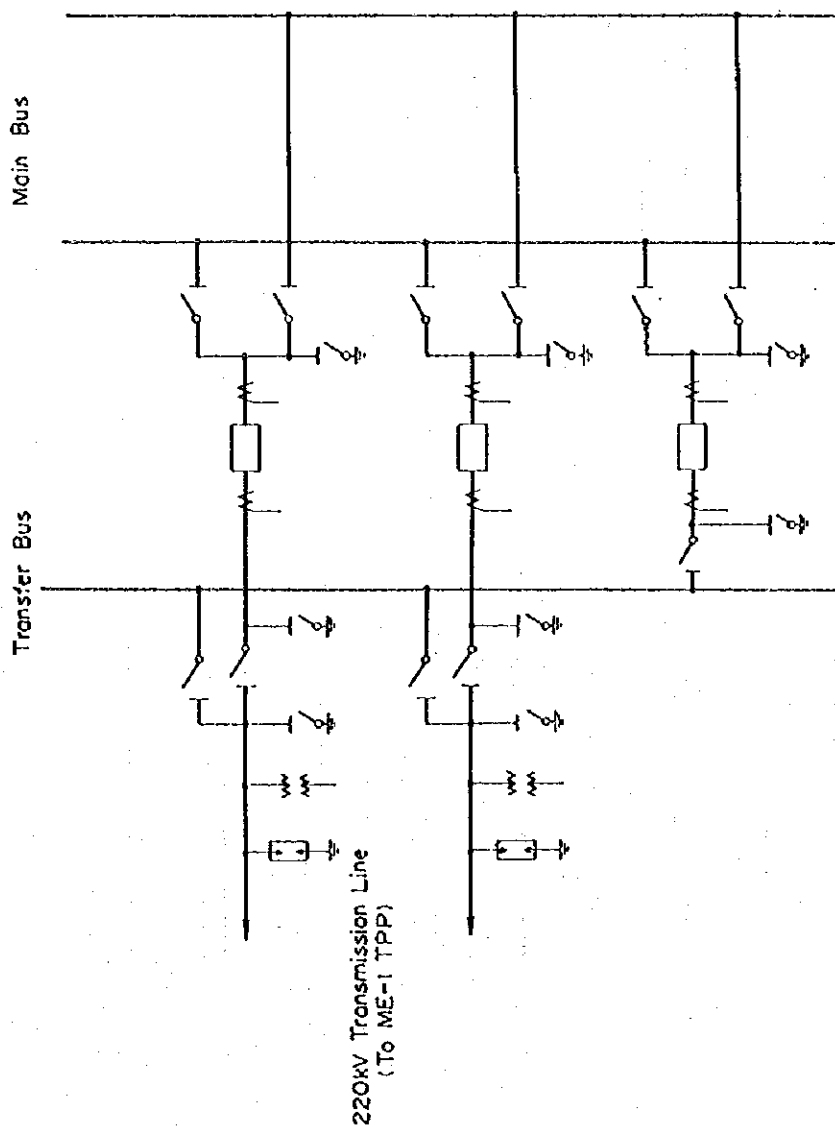 Main Bus
Transfer Bus
220kV Transmission Line
(To ME-1 TPP)